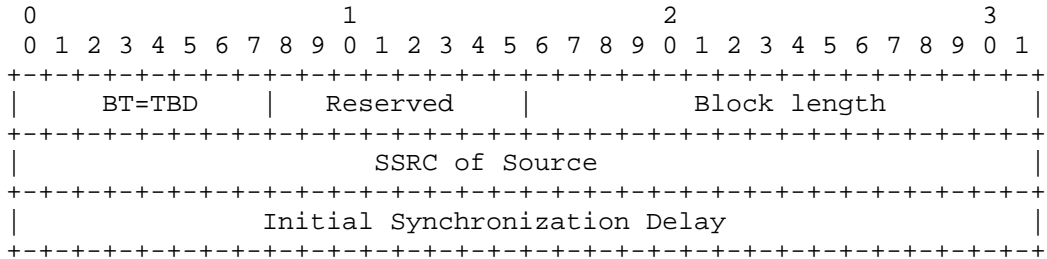 0                   1                   2                   3
 0 1 2 3 4 5 6 7 8 9 0 1 2 3 4 5 6 7 8 9 0 1 2 3 4 5 6 7 8 9 0 1
+-+-+-+-+-+-+-+-+-+-+-+-+-+-+-+-+-+-+-+-+-+-+-+-+-+-+-+-+-+-+-+-+
|     BT=TBD    |   Reserved    |          Block length         |
+-+-+-+-+-+-+-+-+-+-+-+-+-+-+-+-+-+-+-+-+-+-+-+-+-+-+-+-+-+-+-+-+
|                      SSRC of Source                           |
+-+-+-+-+-+-+-+-+-+-+-+-+-+-+-+-+-+-+-+-+-+-+-+-+-+-+-+-+-+-+-+-+
|               Initial Synchronization Delay                   |
+-+-+-+-+-+-+-+-+-+-+-+-+-+-+-+-+-+-+-+-+-+-+-+-+-+-+-+-+-+-+-+-+